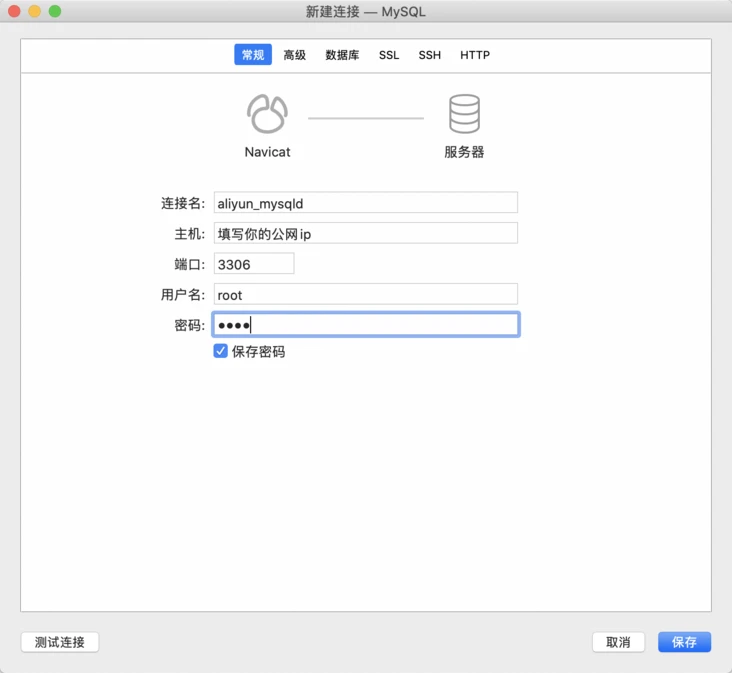 新建连接 — MySQL
常规 高级 数据库 SSL SSH HTTP
Navicat 服务器
连接名: aliyun_mysqld
主机: 填写你的公网ip
端口: 3306
用户名: root
密码: ••••
保存密码
测试连接 取消 保存